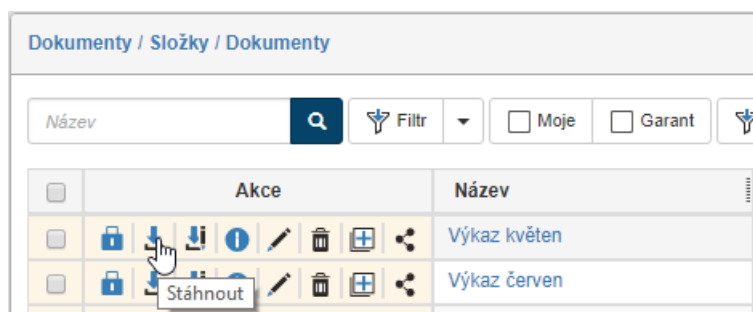 Dokumenty / Složky / Dokumenty
Název Filtr Moje Garant
Akce Název
Výkaz květen
Výkaz červen
Stáhnout